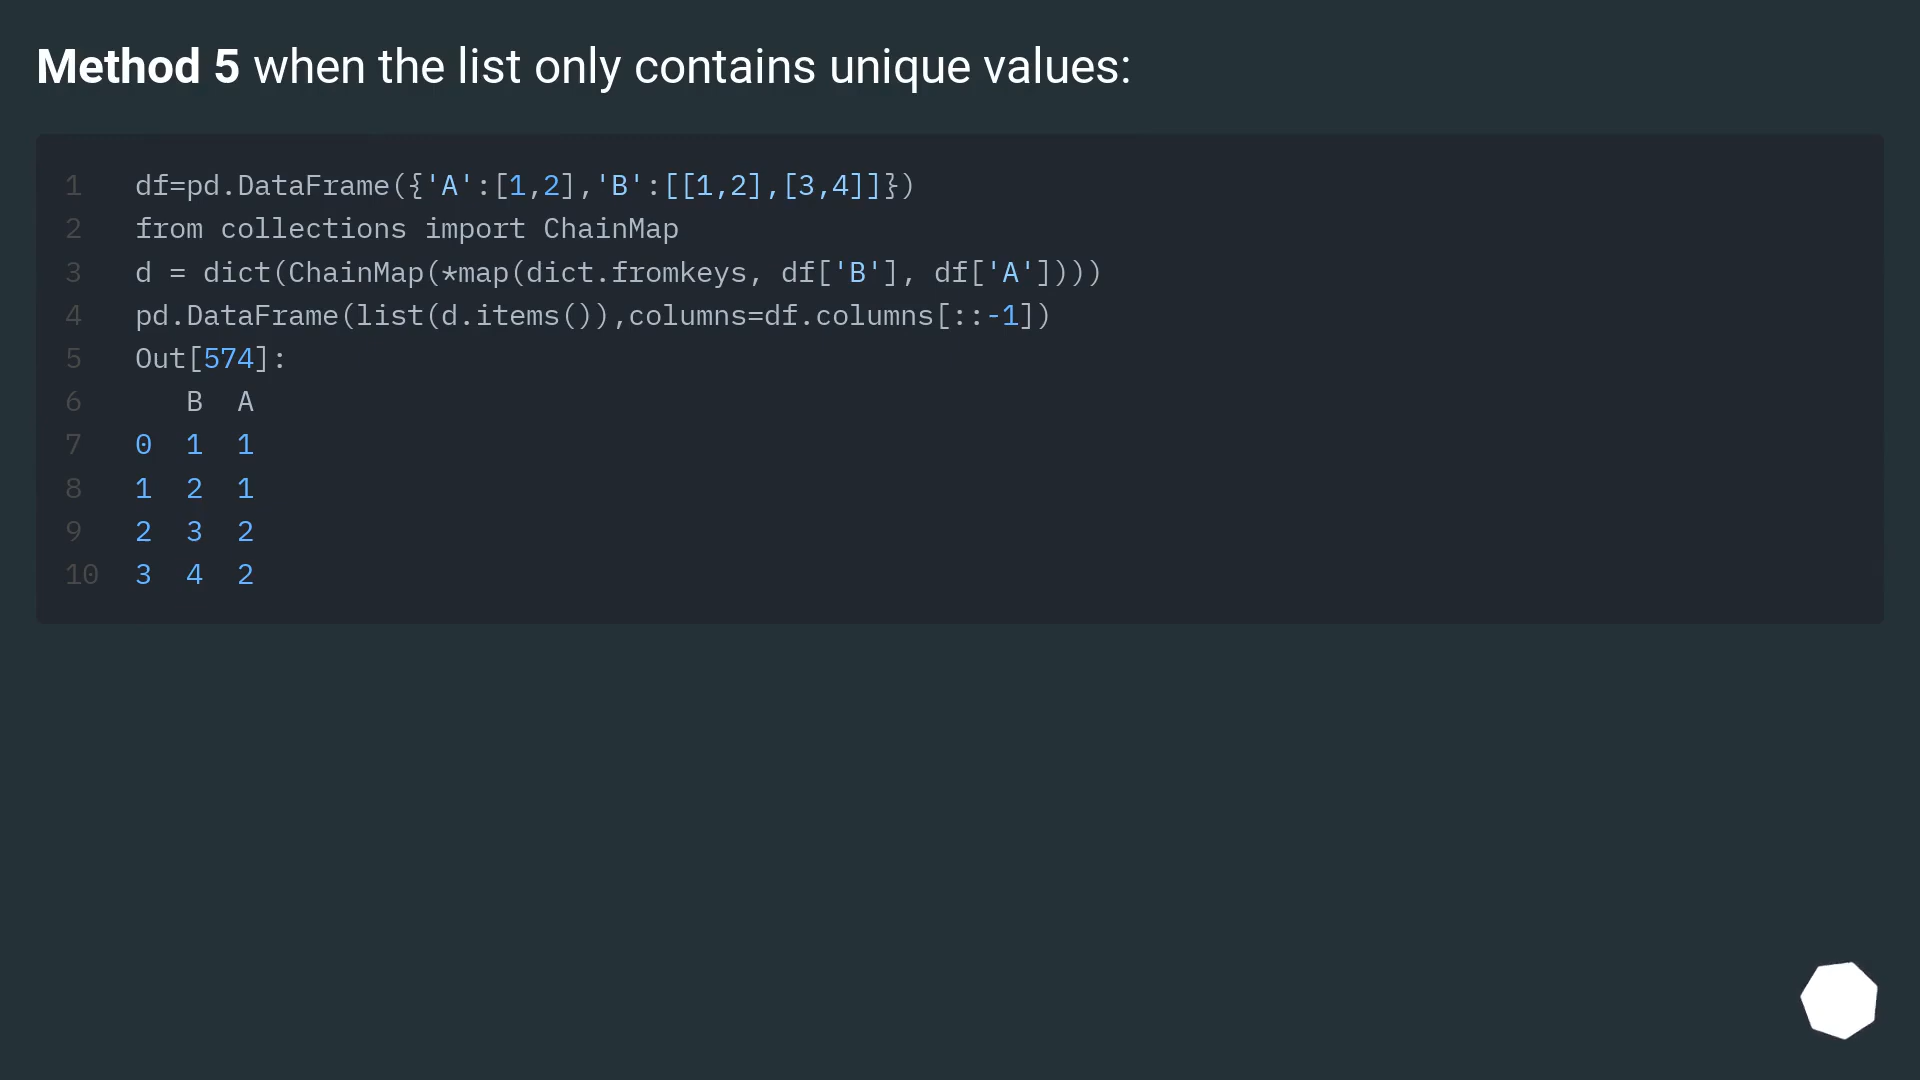 Method 5 when the list only contains unique values:
1 df=pd.DataFrame({'A':[1,2],'B':[[1,2],[3,4]]})
2 from collections import ChainMap
3 d = dict(ChainMap(*map(dict.fromkeys, df['B'], df['A'])))
4 pd.DataFrame(list(d.items()),columns=df.columns[::-1])
5 Out[574]:
6    B  A
7 0  1  1
8 1  2  1
9 2  3  2
10 3  4  2